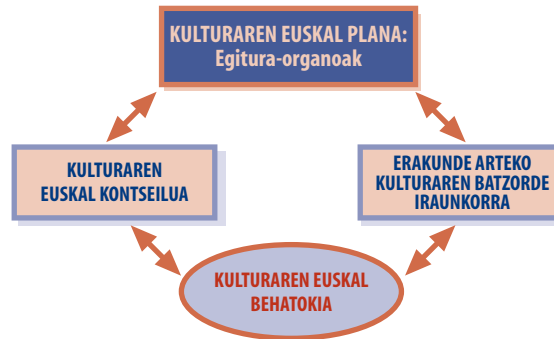 KULTURAREN EUSKAL PLANA:
Egitura-organoak
KULTURAREN
EUSKAL KONTSEILUA
ERAKUNDE ARTEKO
KULTURAREN BATZORDE
IRAUNKORRA
KULTURAREN EUSKAL
BEHATOKIA